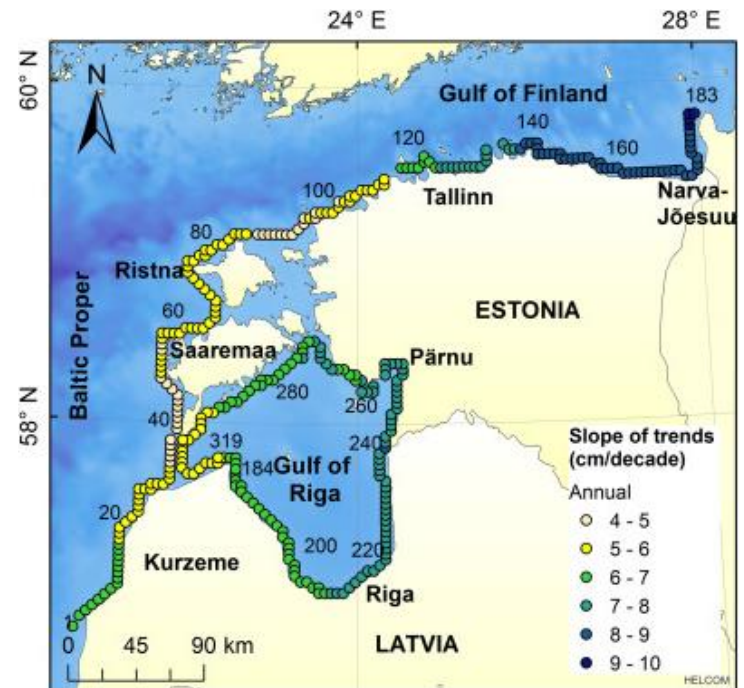 24° E
28° E
60° N
N
Gulf of Finland
183
120
140
160
100
Tallinn
Narva-
Jõesuu
80
Ristna
Baltic Proper
60
ESTONIA
Saaremaa
Pärnu
280
260
58° N
40
240
319
184
Gulf of
Riga
20
200
220
Kurzeme
Riga
1
0 45 90 km
LATVIA
Slope of trends
(cm/decade)
Annual
4 - 5
5 - 6
6 - 7
7 - 8
8 - 9
9 - 10
HELCOM